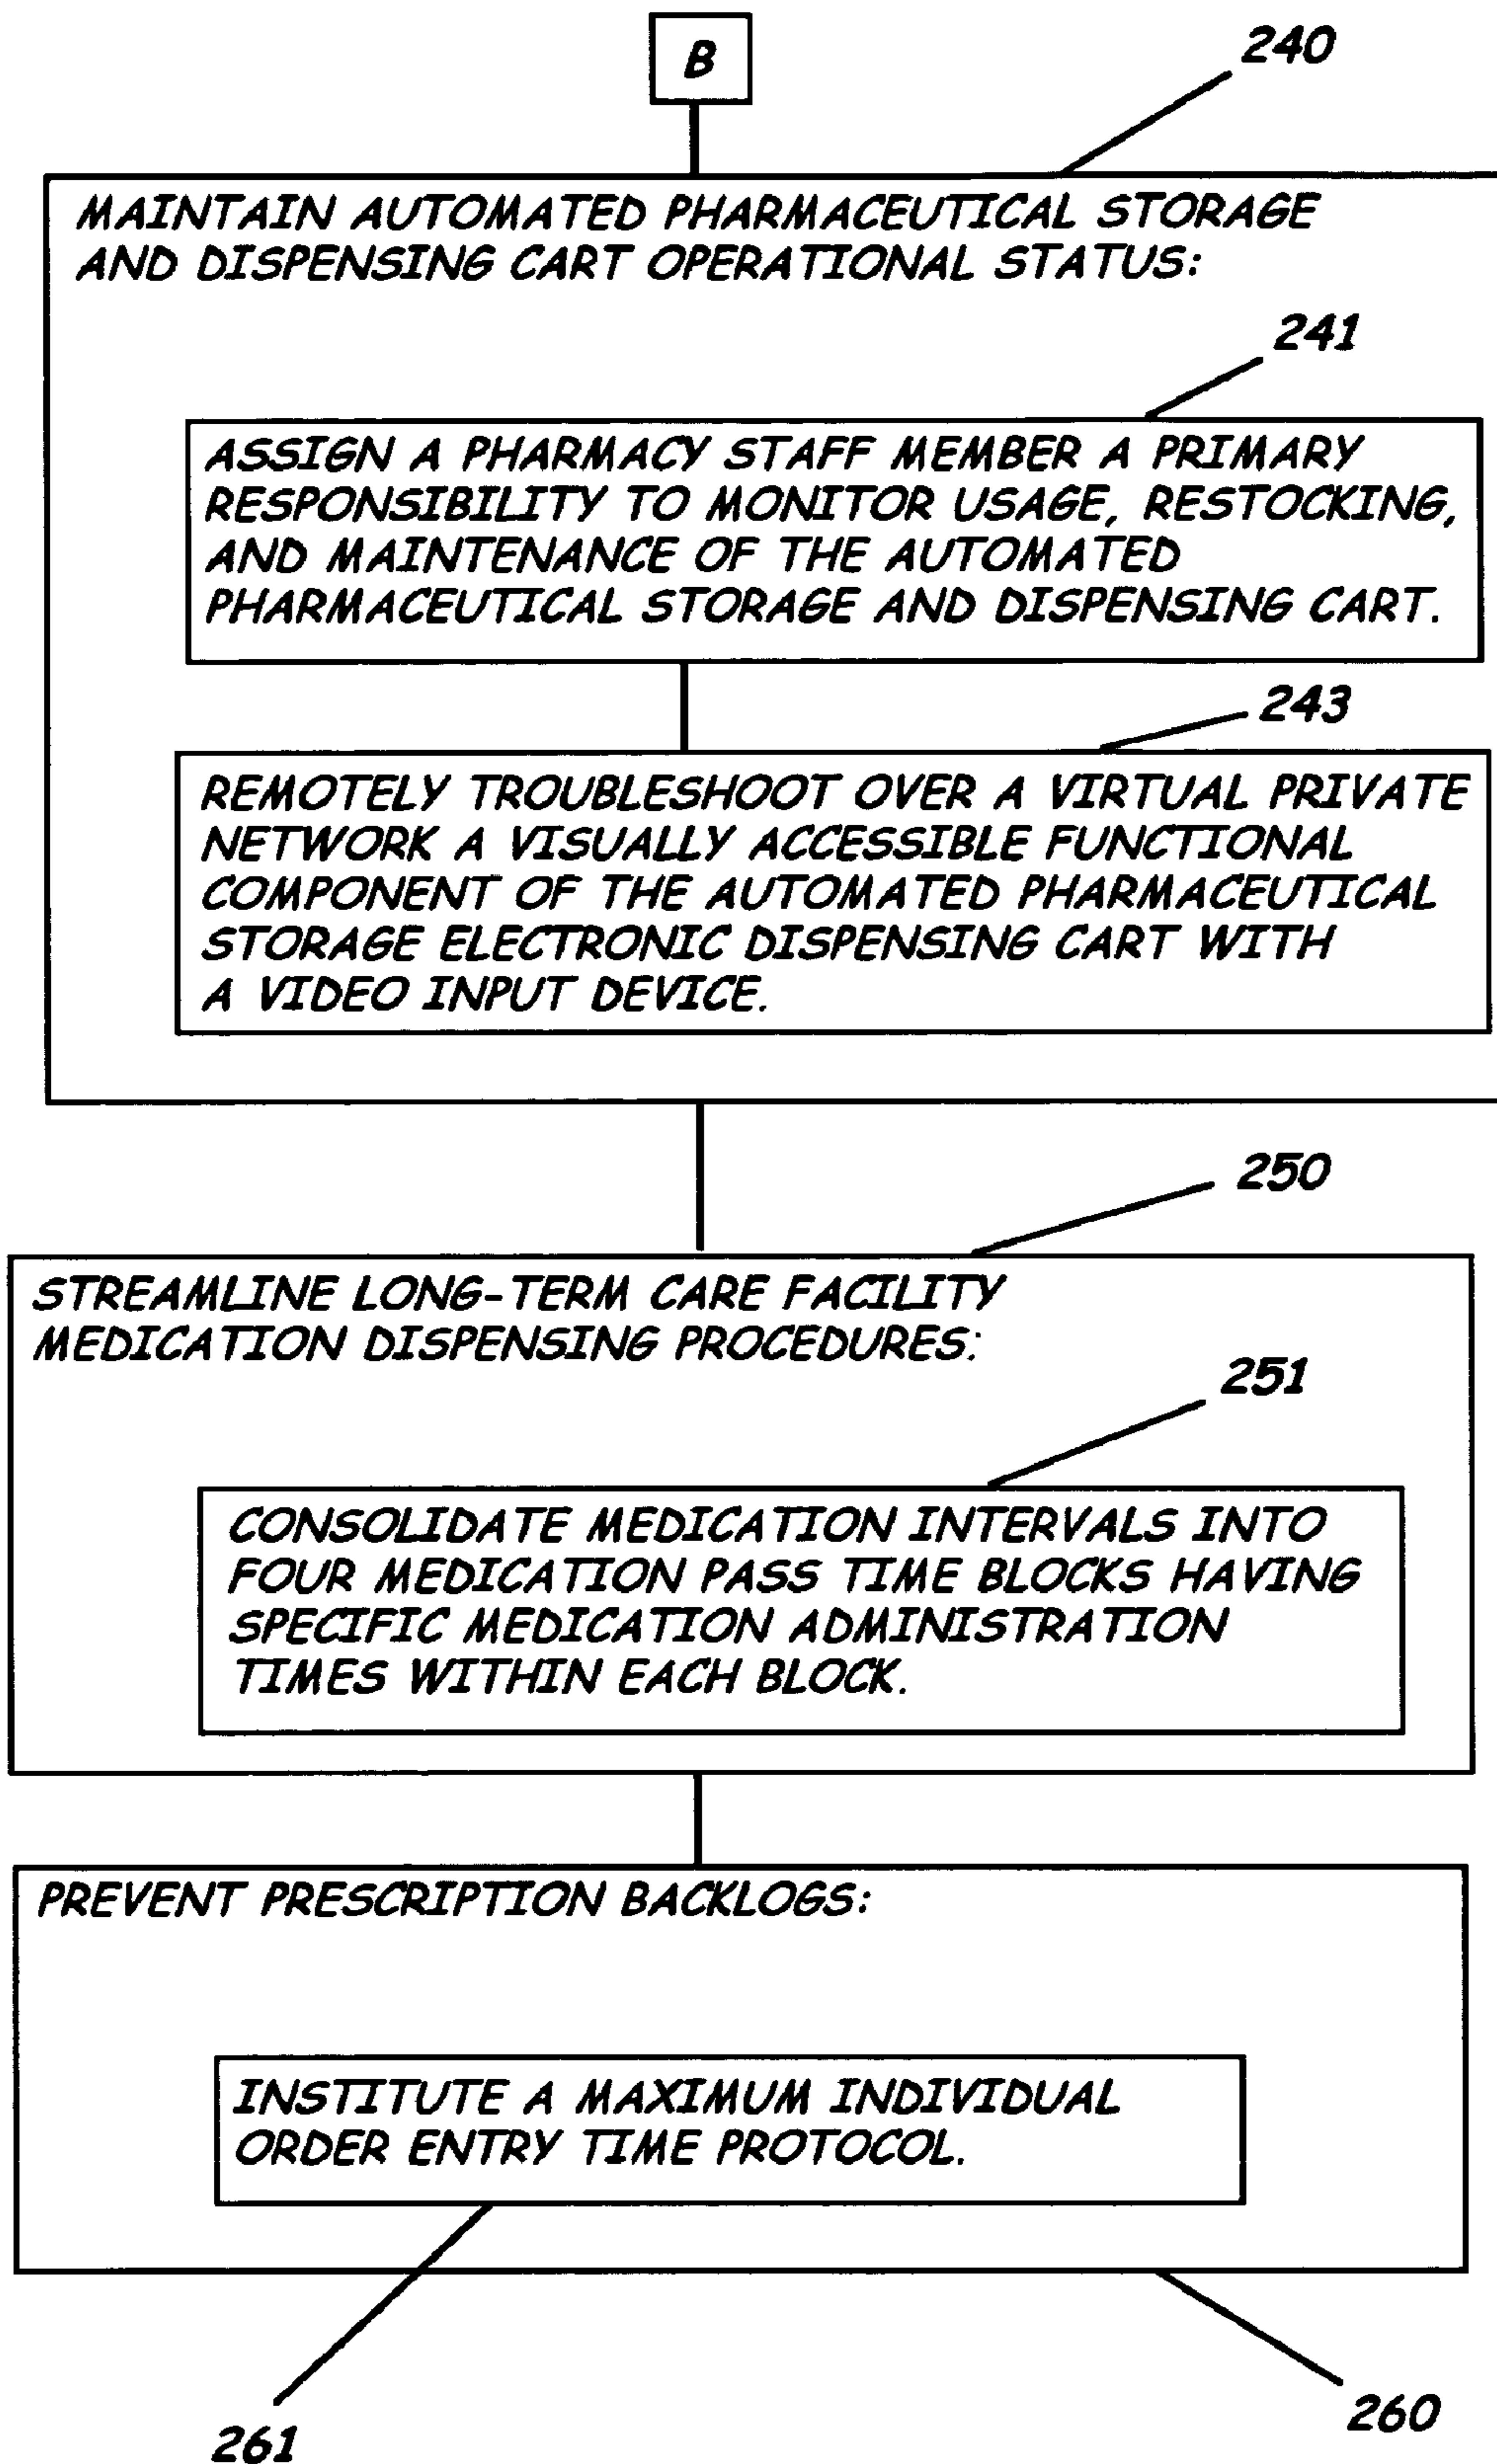 B
240
MAINTAIN AUTOMATED PHARMACEUTICAL STORAGE
AND DISPENSING CART OPERATIONAL STATUS:
241
ASSIGN A PHARMACY STAFF MEMBER A PRIMARY
RESPONSIBILITY TO MONITOR USAGE, RESTOCKING,
AND MAINTENANCE OF THE AUTOMATED
PHARMACEUTICAL STORAGE AND DISPENSING CART.
243
REMOTELY TROUBLESHOOT OVER A VIRTUAL PRIVATE
NETWORK A VISUALLY ACCESSIBLE FUNCTIONAL
COMPONENT OF THE AUTOMATED PHARMACEUTICAL
STORAGE ELECTRONIC DISPENSING CART WITH
A VIDEO INPUT DEVICE.
250
STREAMLINE LONG-TERM CARE FACILITY
MEDICATION DISPENSING PROCEDURES:
251
CONSOLIDATE MEDICATION INTERVALS INTO
FOUR MEDICATION PASS TIME BLOCKS HAVING
SPECIFIC MEDICATION ADMINISTRATION
TIMES WITHIN EACH BLOCK.
PREVENT PRESCRIPTION BACKLOGS:
INSTITUTE A MAXIMUM INDIVIDUAL
ORDER ENTRY TIME PROTOCOL.
261
260